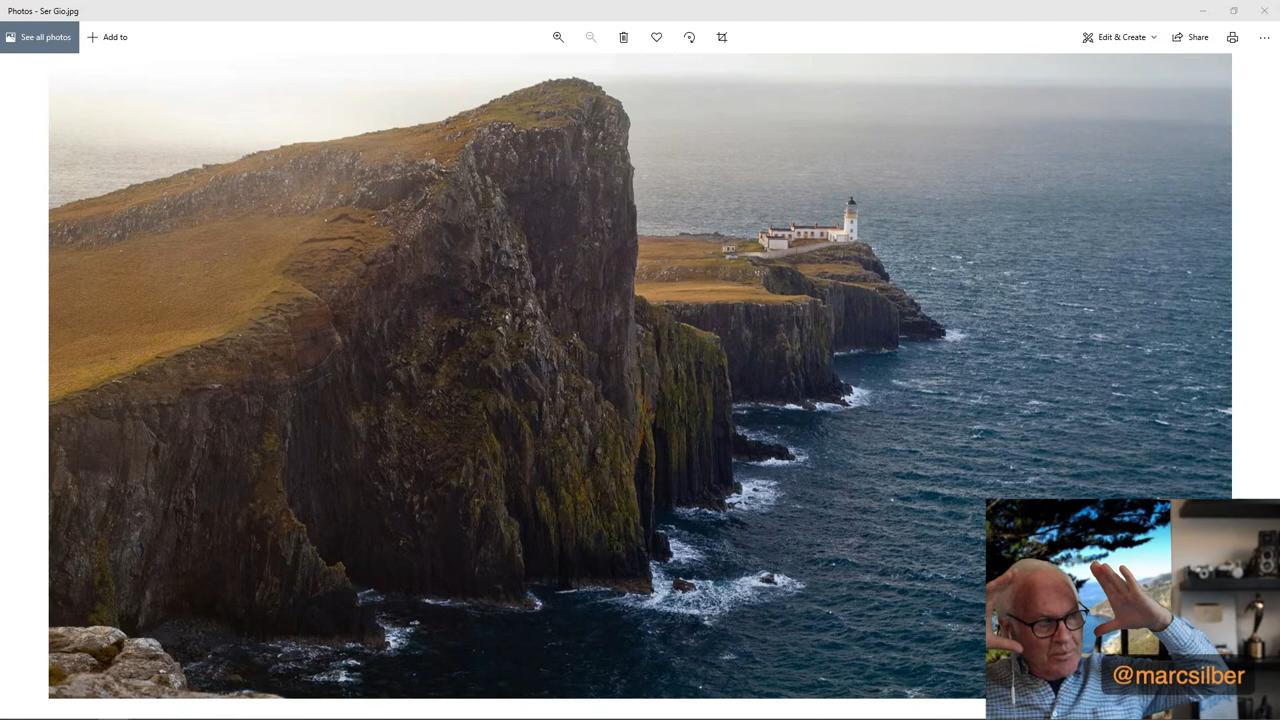 Photos - Ser Gio.jpg
See all photos
Add to
Edit & Create
Share
@marcsilber